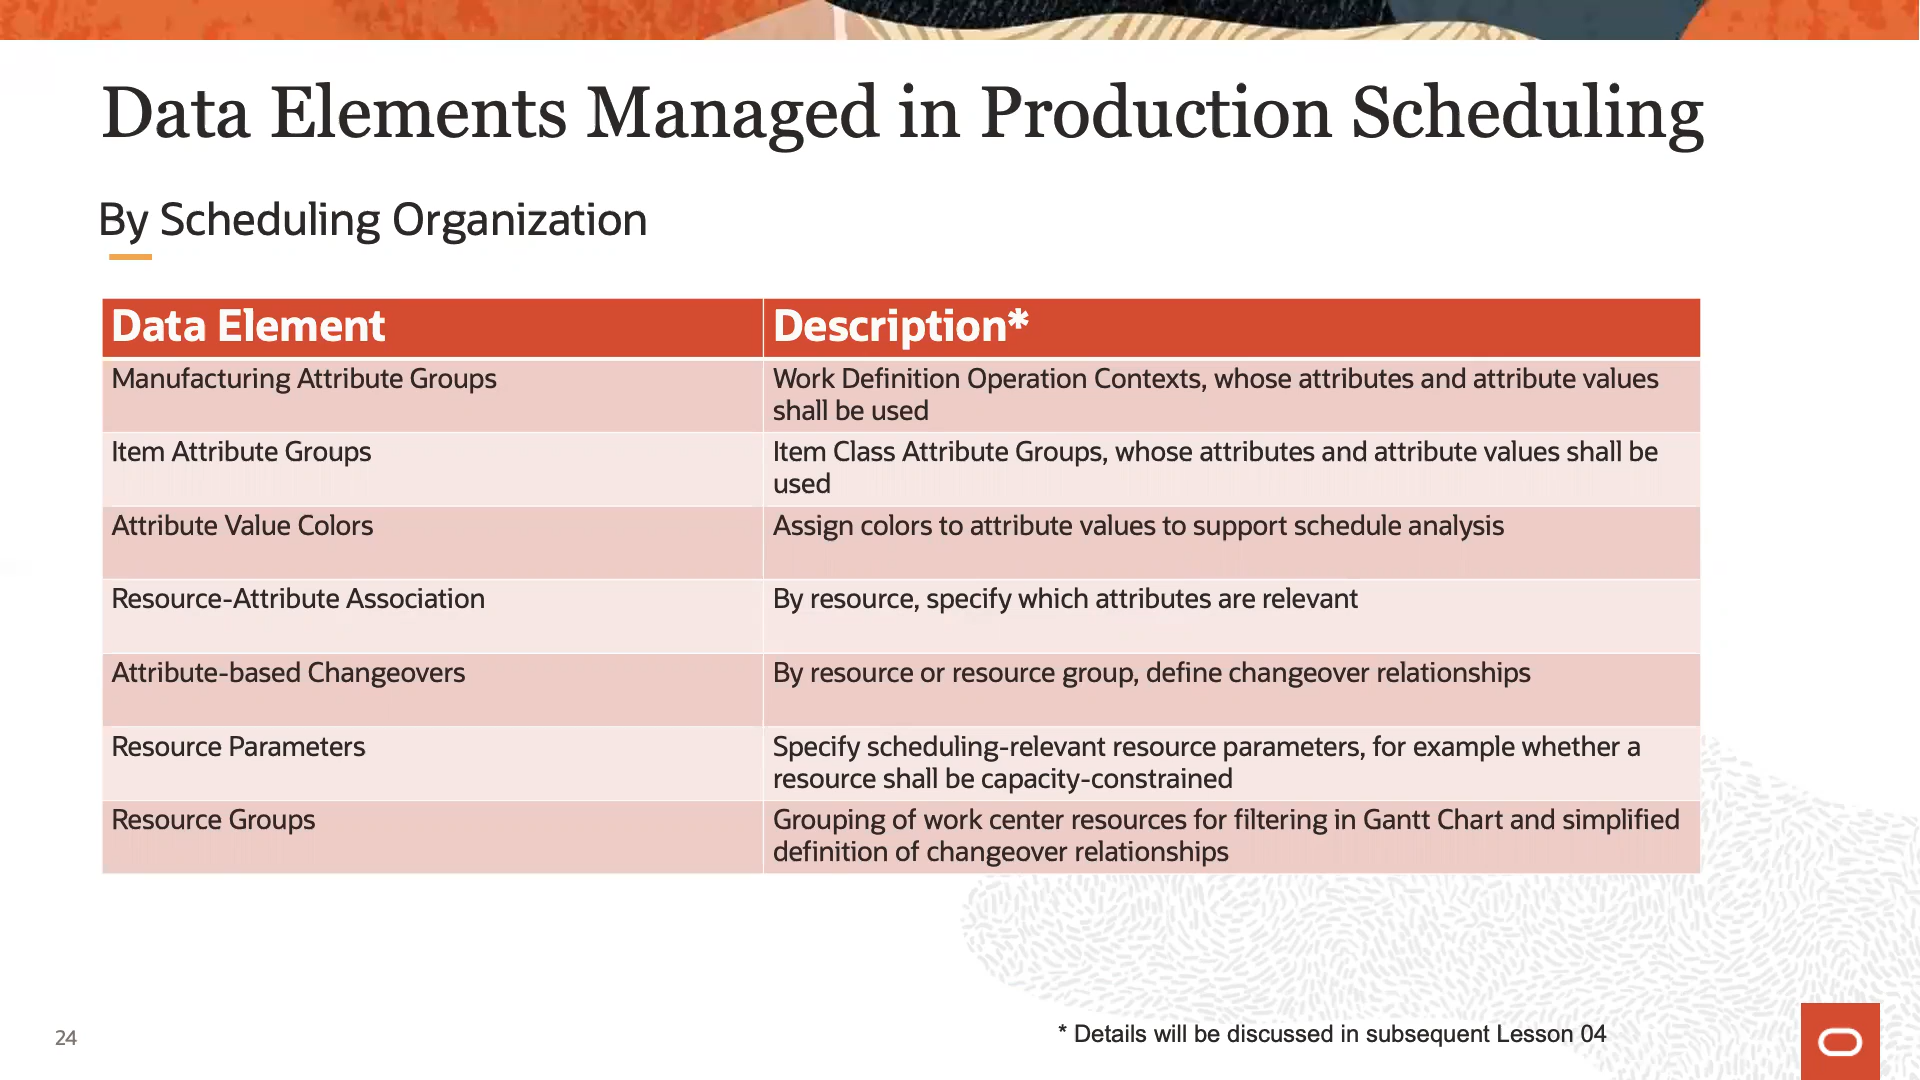 Data Elements Managed in Production Scheduling
By Scheduling Organization
Data Element
Description*
Manufacturing Attribute Groups
Work Definition Operation Contexts, whose attributes and attribute values
shall be used
Item Attribute Groups
Item Class Attribute Groups, whose attributes and attribute values shall be
used
Attribute Value Colors
Assign colors to attribute values to support schedule analysis
Resource-Attribute Association
By resource, specify which attributes are relevant
Attribute-based Changeovers
By resource or resource group, define changeover relationships
Resource Parameters
Specify scheduling-relevant resource parameters, for example whether a
resource shall be capacity-constrained
Resource Groups
Grouping of work center resources for filtering in Gantt Chart and simplified
definition of changeover relationships
24
* Details will be discussed in subsequent Lesson 04